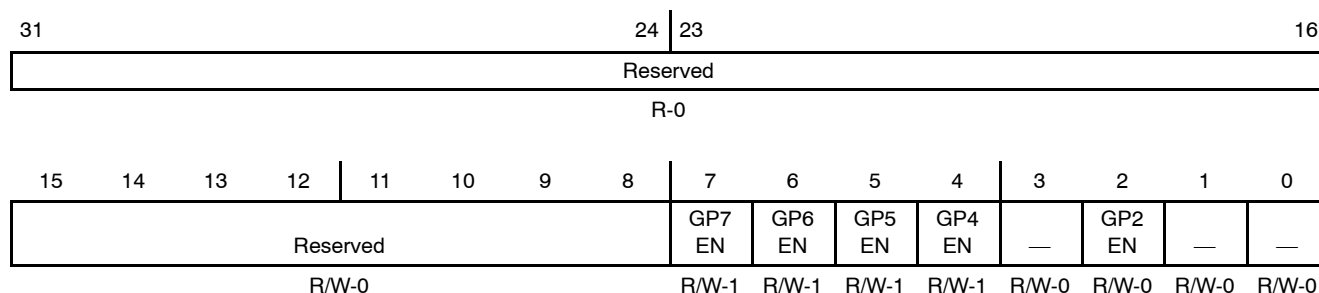 31 24 23 16
Reserved
R-0
15 14 13 12 11 10 9 8 7 6 5 4 3 2 1 0
Reserved GP7 EN GP6 EN GP5 EN GP4 EN — GP2 EN — —
R/W-0 R/W-1 R/W-1 R/W-1 R/W-1 R/W-0 R/W-0 R/W-0 R/W-0